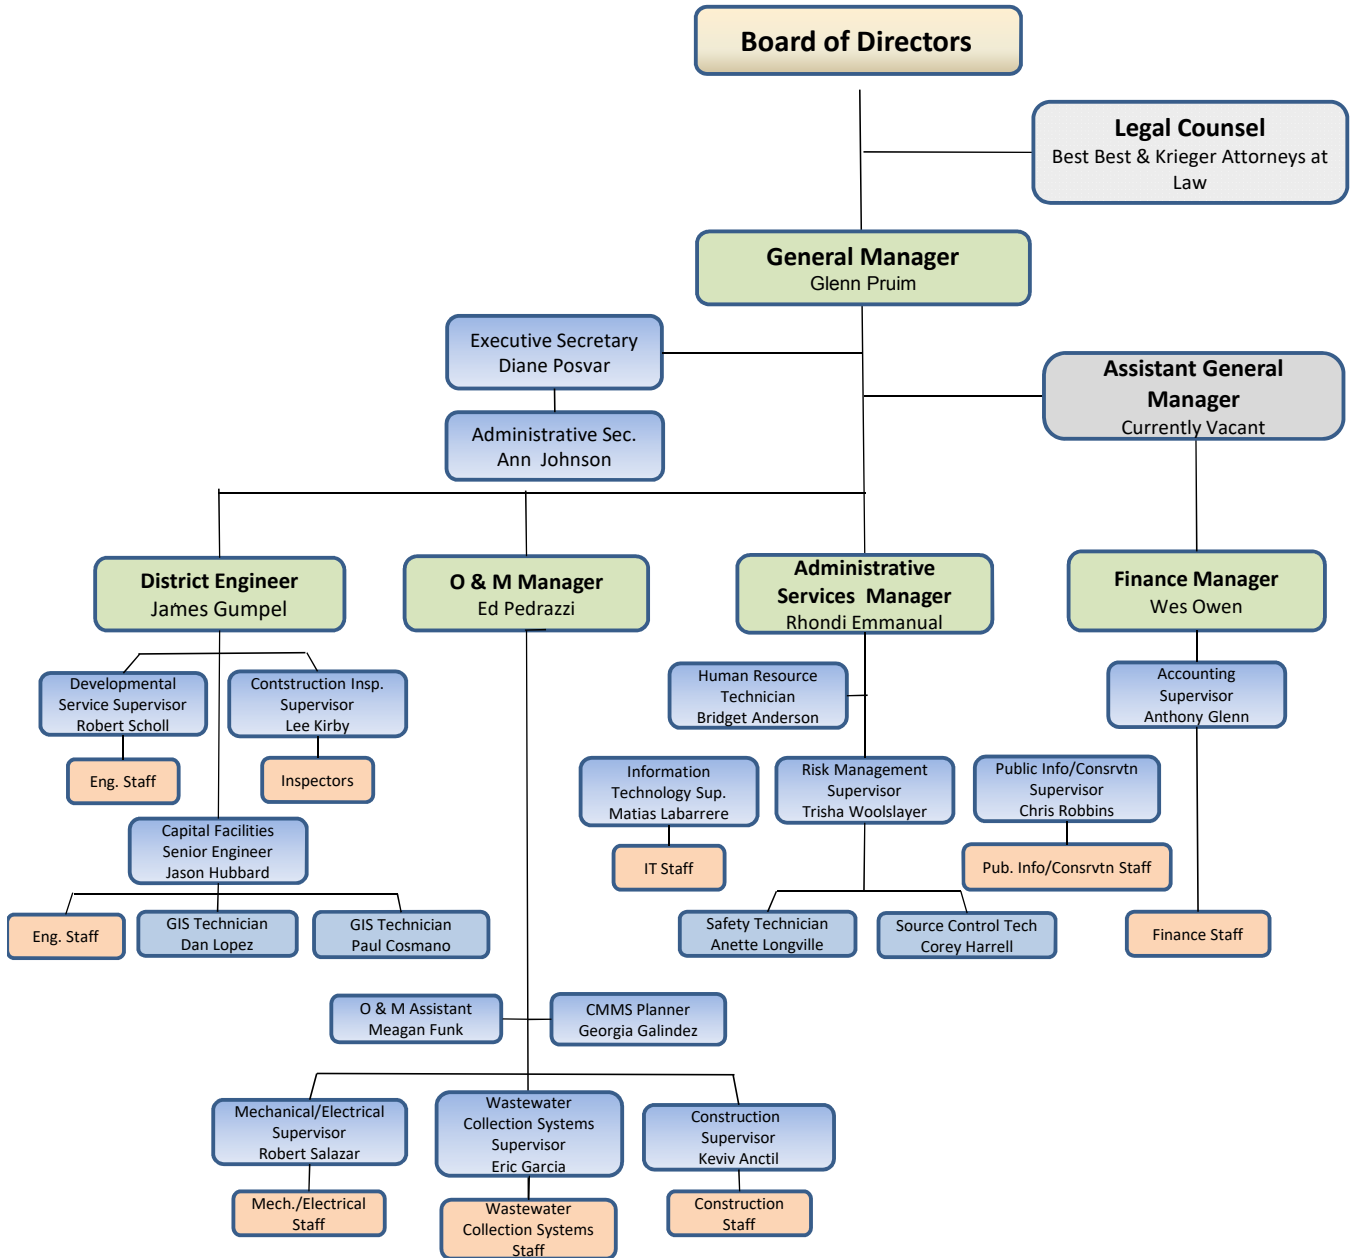 Board of Directors
Legal Counsel
Best Best & Krieger Attorneys at
Law
General Manager
Glenn Pruim
Executive Secretary
Diane Posvar
Assistant General
Manager
Currently Vacant
Administrative Sec.
Ann Johnson
District Engineer
James Gumpel
O & M Manager
Ed Pedrazzi
Administrative
Services Manager
Rhondi Emmanual
Finance Manager
Wes Owen
Developmental
Service Supervisor
Robert Scholl
Contstruction Insp.
Supervisor
Lee Kirby
Human Resource
Technician
Bridget Anderson
Accounting
Supervisor
Anthony Glenn
Eng. Staff
Inspectors
Information
Technology Sup.
Matias Labarrere
Risk Management
Supervisor
Trisha Woolslayer
Public Info/Consrvtn
Supervisor
Chris Robbins
Capital Facilities
Senior Engineer
Jason Hubbard
IT Staff
Pub. Info/Consrvtn Staff
Eng. Staff
GIS Technician
Dan Lopez
GIS Technician
Paul Cosmano
Safety Technician
Anette Longville
Source Control Tech
Corey Harrell
Finance Staff
O & M Assistant
Meagan Funk
CMMS Planner
Georgia Galindez
Mechanical/Electrical
Supervisor
Robert Salazar
Wastewater
Collection Systems
Supervisor
Eric Garcia
Construction
Supervisor
Keviv Anctil
Mech./Electrical
Staff
Wastewater
Collection Systems
Staff
Construction
Staff